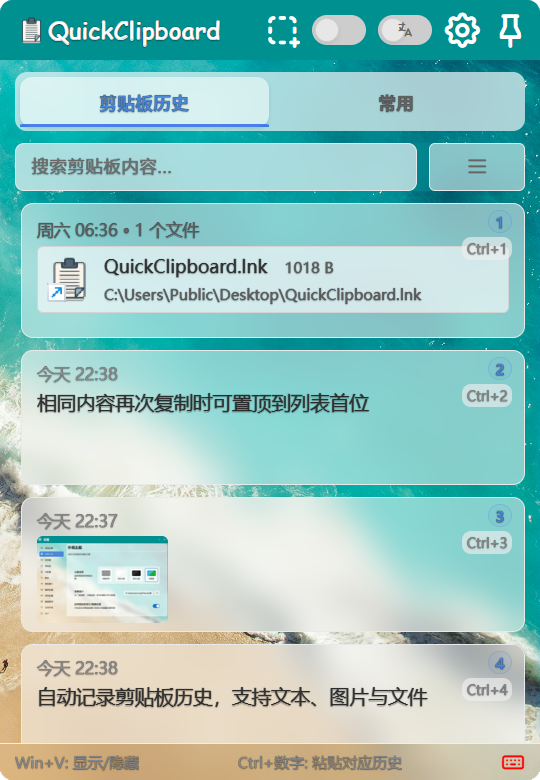 QuickClipboard
剪贴板历史
常用
搜索剪贴板内容...
周六 06:36 • 1 个文件
1
Ctrl+1
QuickClipboard.lnk 1018 B
C:\Users\Public\Desktop\QuickClipboard.lnk
今天 22:38
2
Ctrl+2
相同内容再次复制时可置顶到列表首位
今天 22:37
3
Ctrl+3
今天 22:38
4
Ctrl+4
自动记录剪贴板历史，支持文本、图片与文件
Win+V: 显示/隐藏
Ctrl+数字: 粘贴对应历史